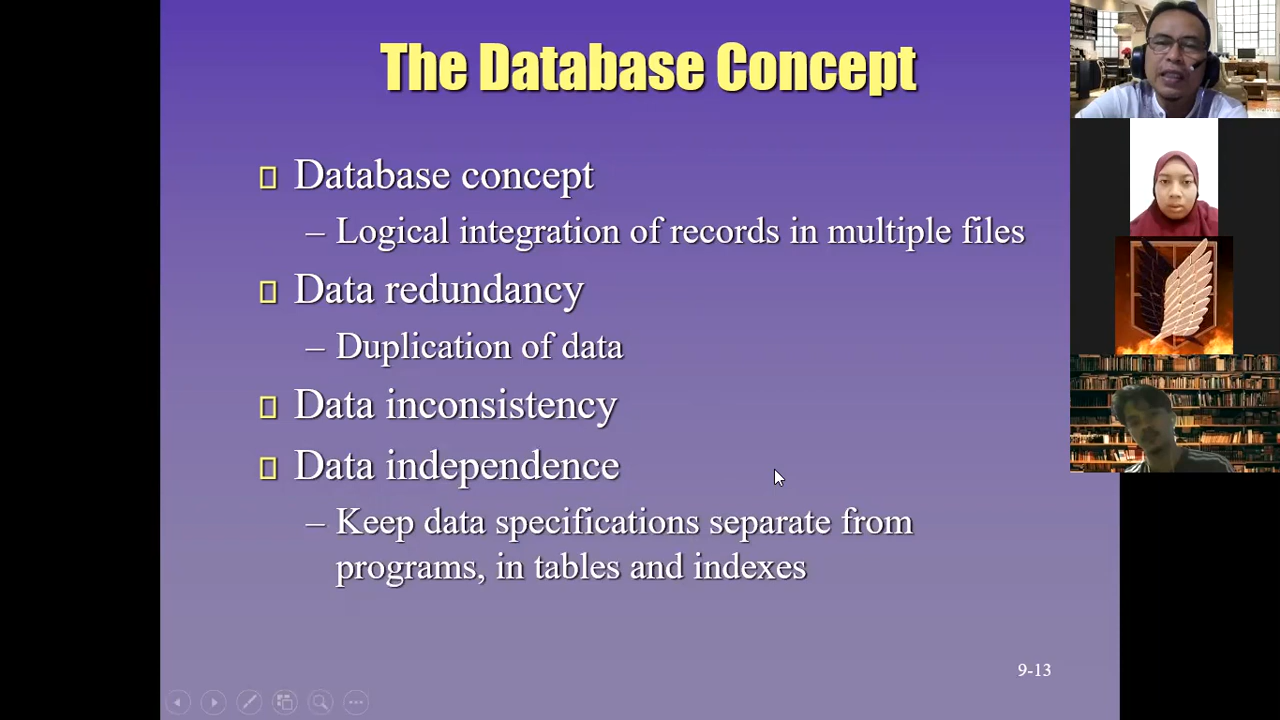 The Database Concept
Database concept
– Logical integration of records in multiple files
Data redundancy
– Duplication of data
Data inconsistency
Data independence
– Keep data specifications separate from
programs, in tables and indexes
9-13